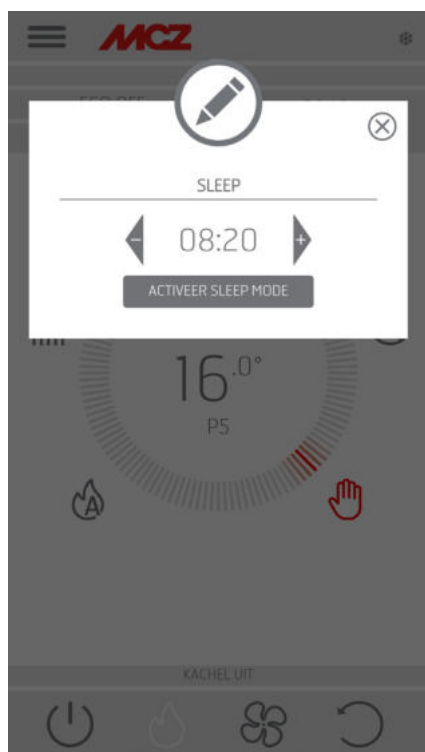 MCZ
SLEEP
- 08:20 +
ACTIVEER SLEEP MODE
16.0°
P5
A
KACHEL UIT